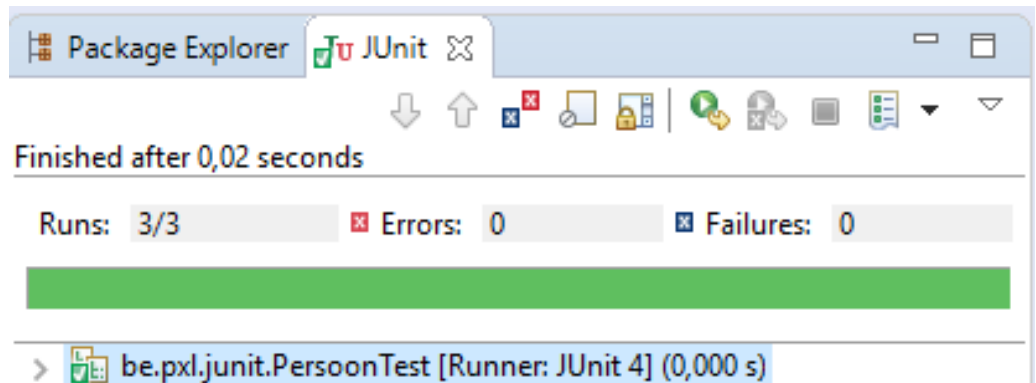 Package Explorer JUnit
Finished after 0,02 seconds
Runs: 3/3 Errors: 0 Failures: 0
be.pxl.junit.PersoonTest [Runner: JUnit 4] (0,000 s)